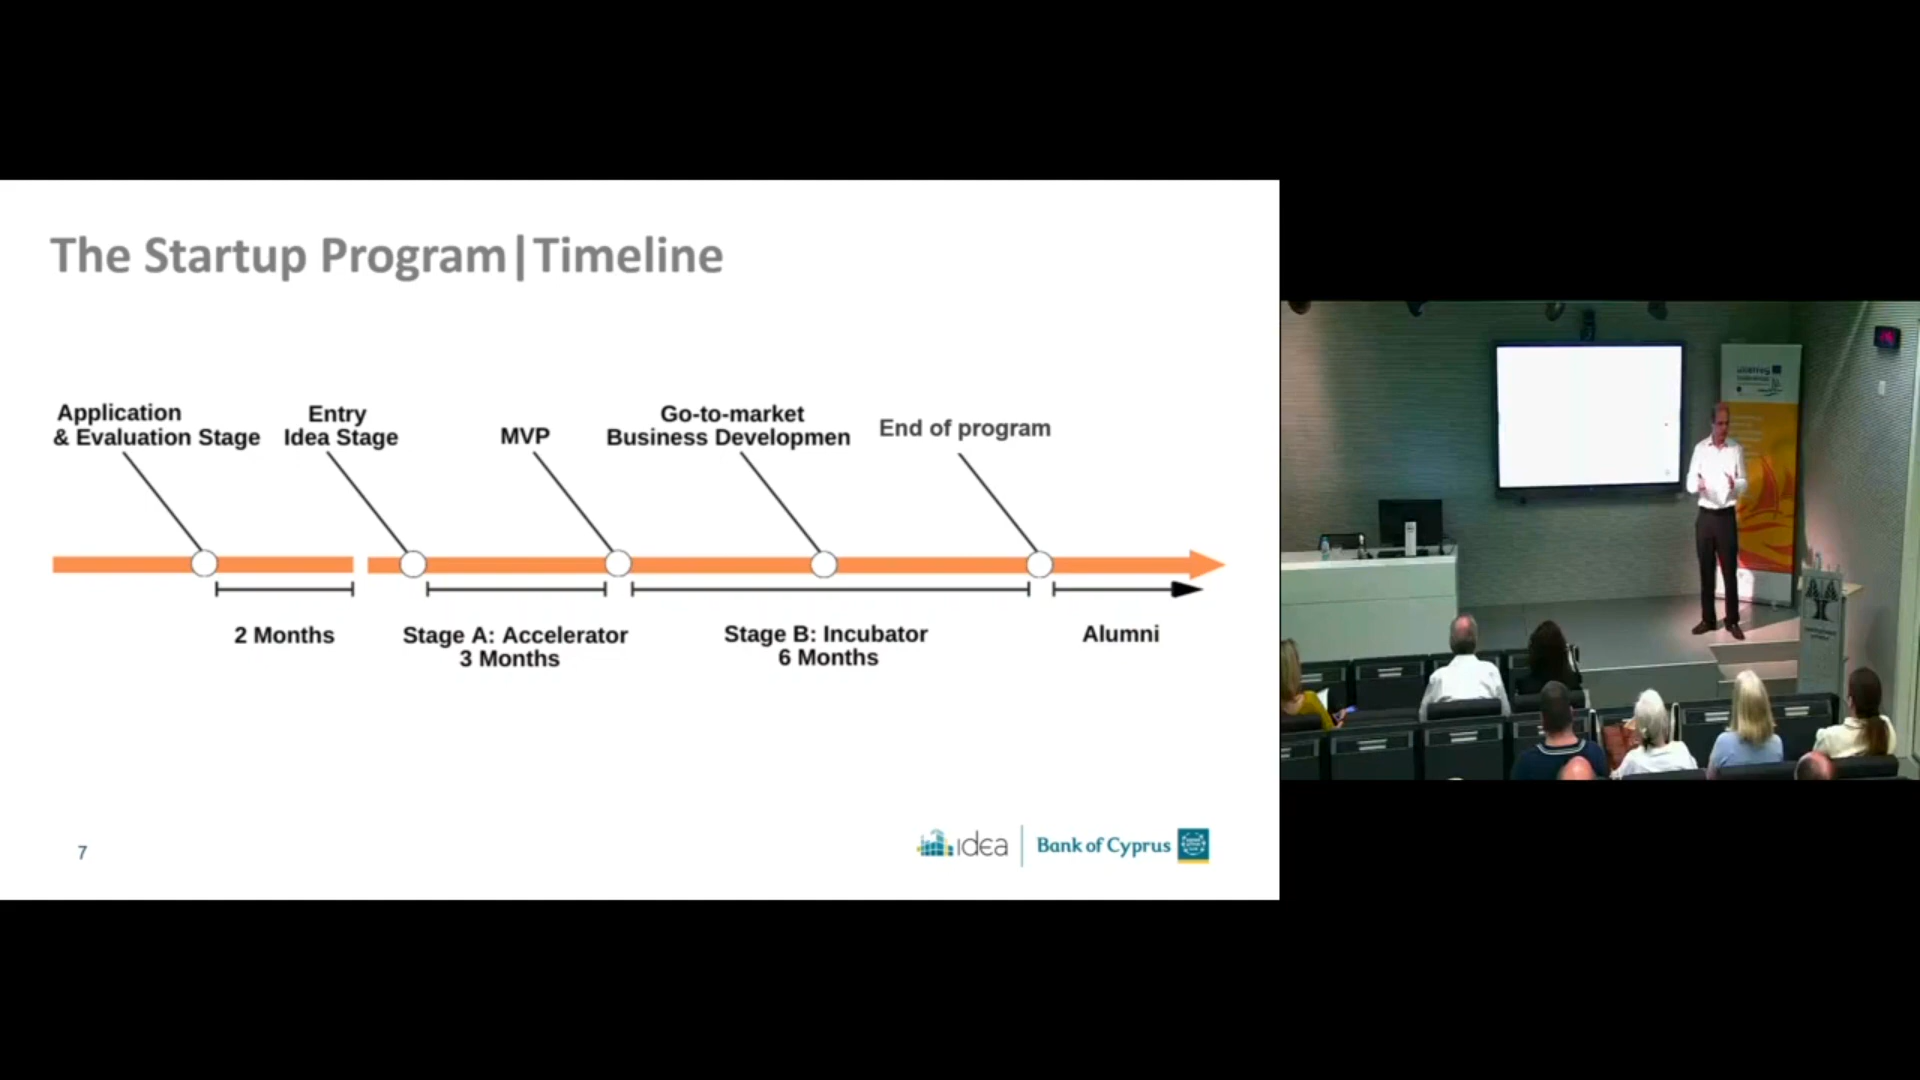 The Startup Program|Timeline
Application
& Evaluation Stage
Entry
Idea Stage
MVP
Go-to-market
Business Developmen
End of program
2 Months
Stage A: Accelerator
3 Months
Stage B: Incubator
6 Months
Alumni
7
idea
Bank of Cyprus